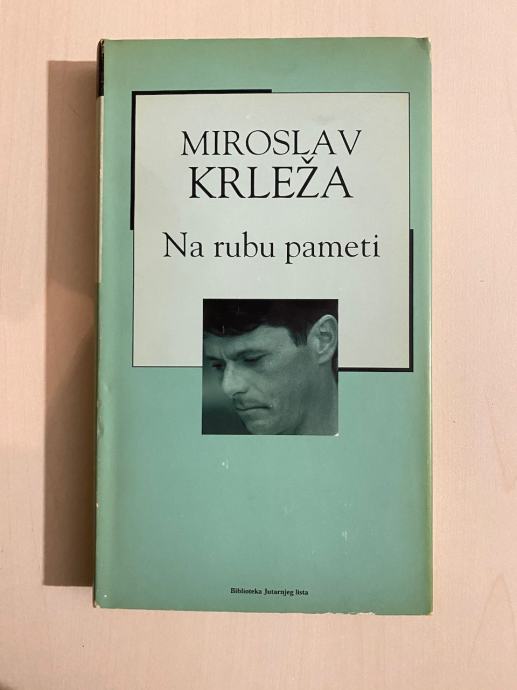 MIROSLAV
KRLEŽA
Na rubu pameti
Biblioteka Jutarnjeg lista